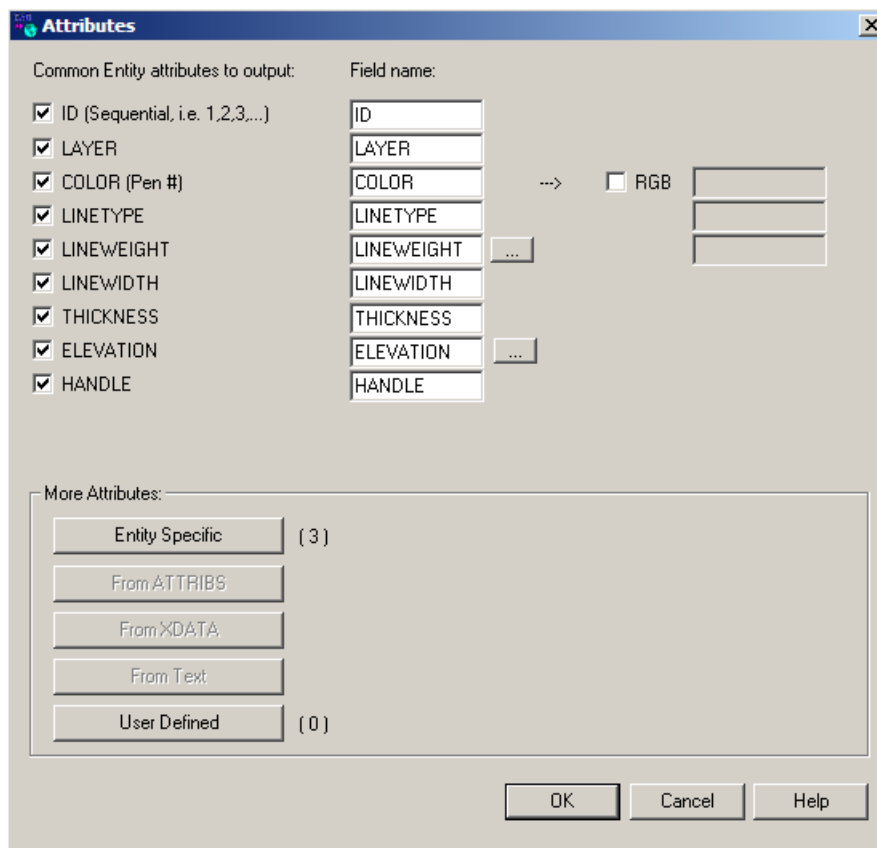 Attributes
Common Entity attributes to output: Field name:
ID (Sequential, i.e. 1,2,3,...) ID
LAYER LAYER
COLOR (Pen #) COLOR ---> RGB
LINETYPE LINETYPE
LINEWEIGHT LINEWEIGHT ...
LINEWIDTH LINEWIDTH
THICKNESS THICKNESS
ELEVATION ELEVATION ...
HANDLE HANDLE
More Attributes:
Entity Specific ( 3 )
From ATTRIBS
From XDATA
From Text
User Defined ( 0 )
OK Cancel Help